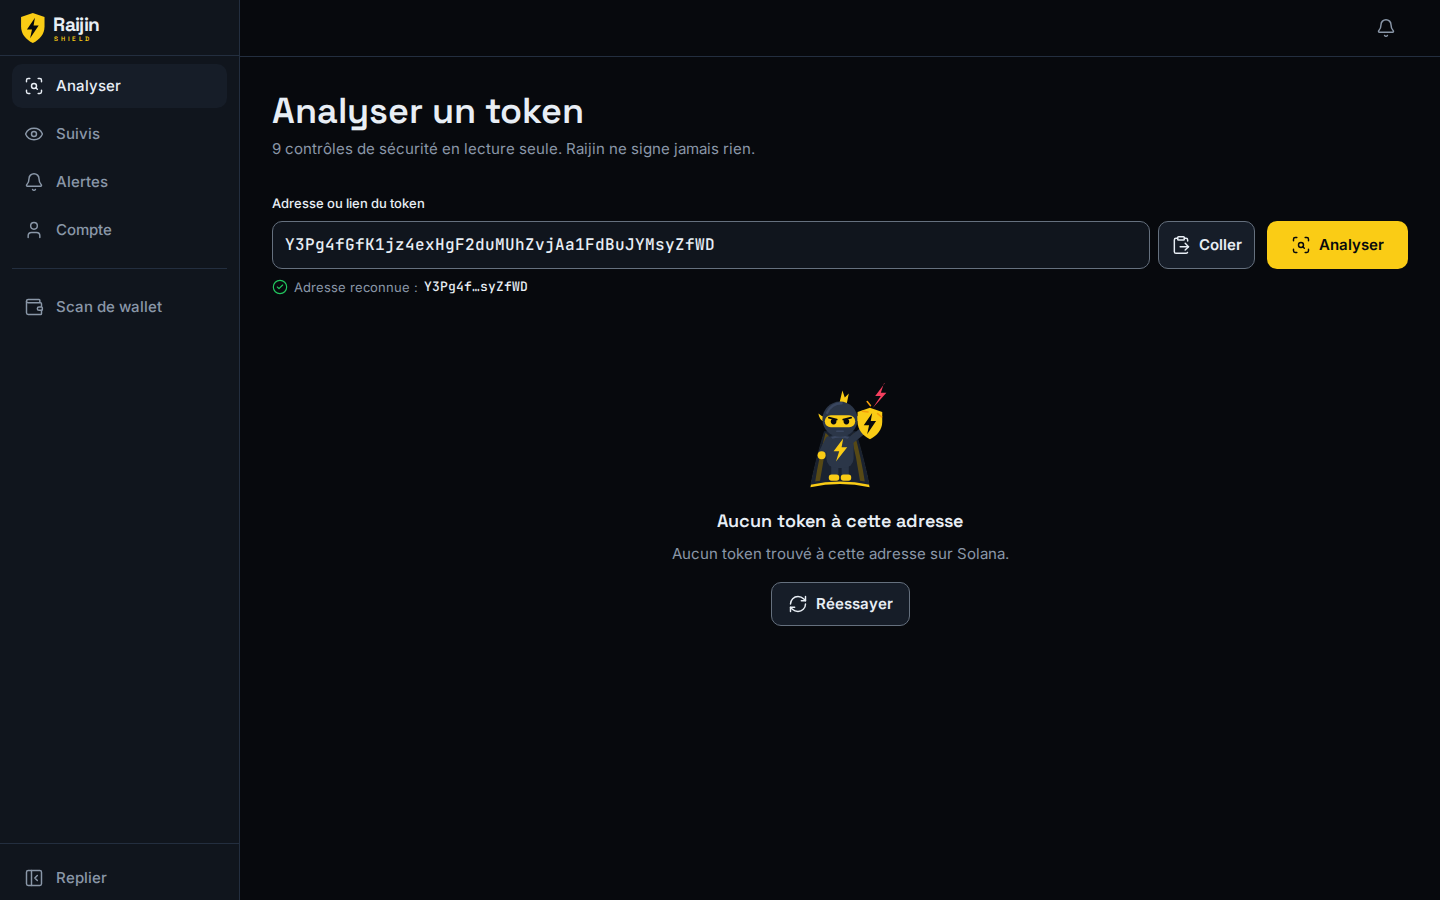 Raijin
SHIELD
Analyser
Suivis
Alertes
Compte
Scan de wallet
Replier
Analyser un token
9 contrôles de sécurité en lecture seule. Raijin ne signe jamais rien.
Adresse ou lien du token
Y3Pg4fGfK1jz4exHgF2duMUhZvjAa1FdBuJYMsyZfWD
Coller
Analyser
Adresse reconnue : Y3Pg4f…syZfWD
Aucun token à cette adresse
Aucun token trouvé à cette adresse sur Solana.
Réessayer